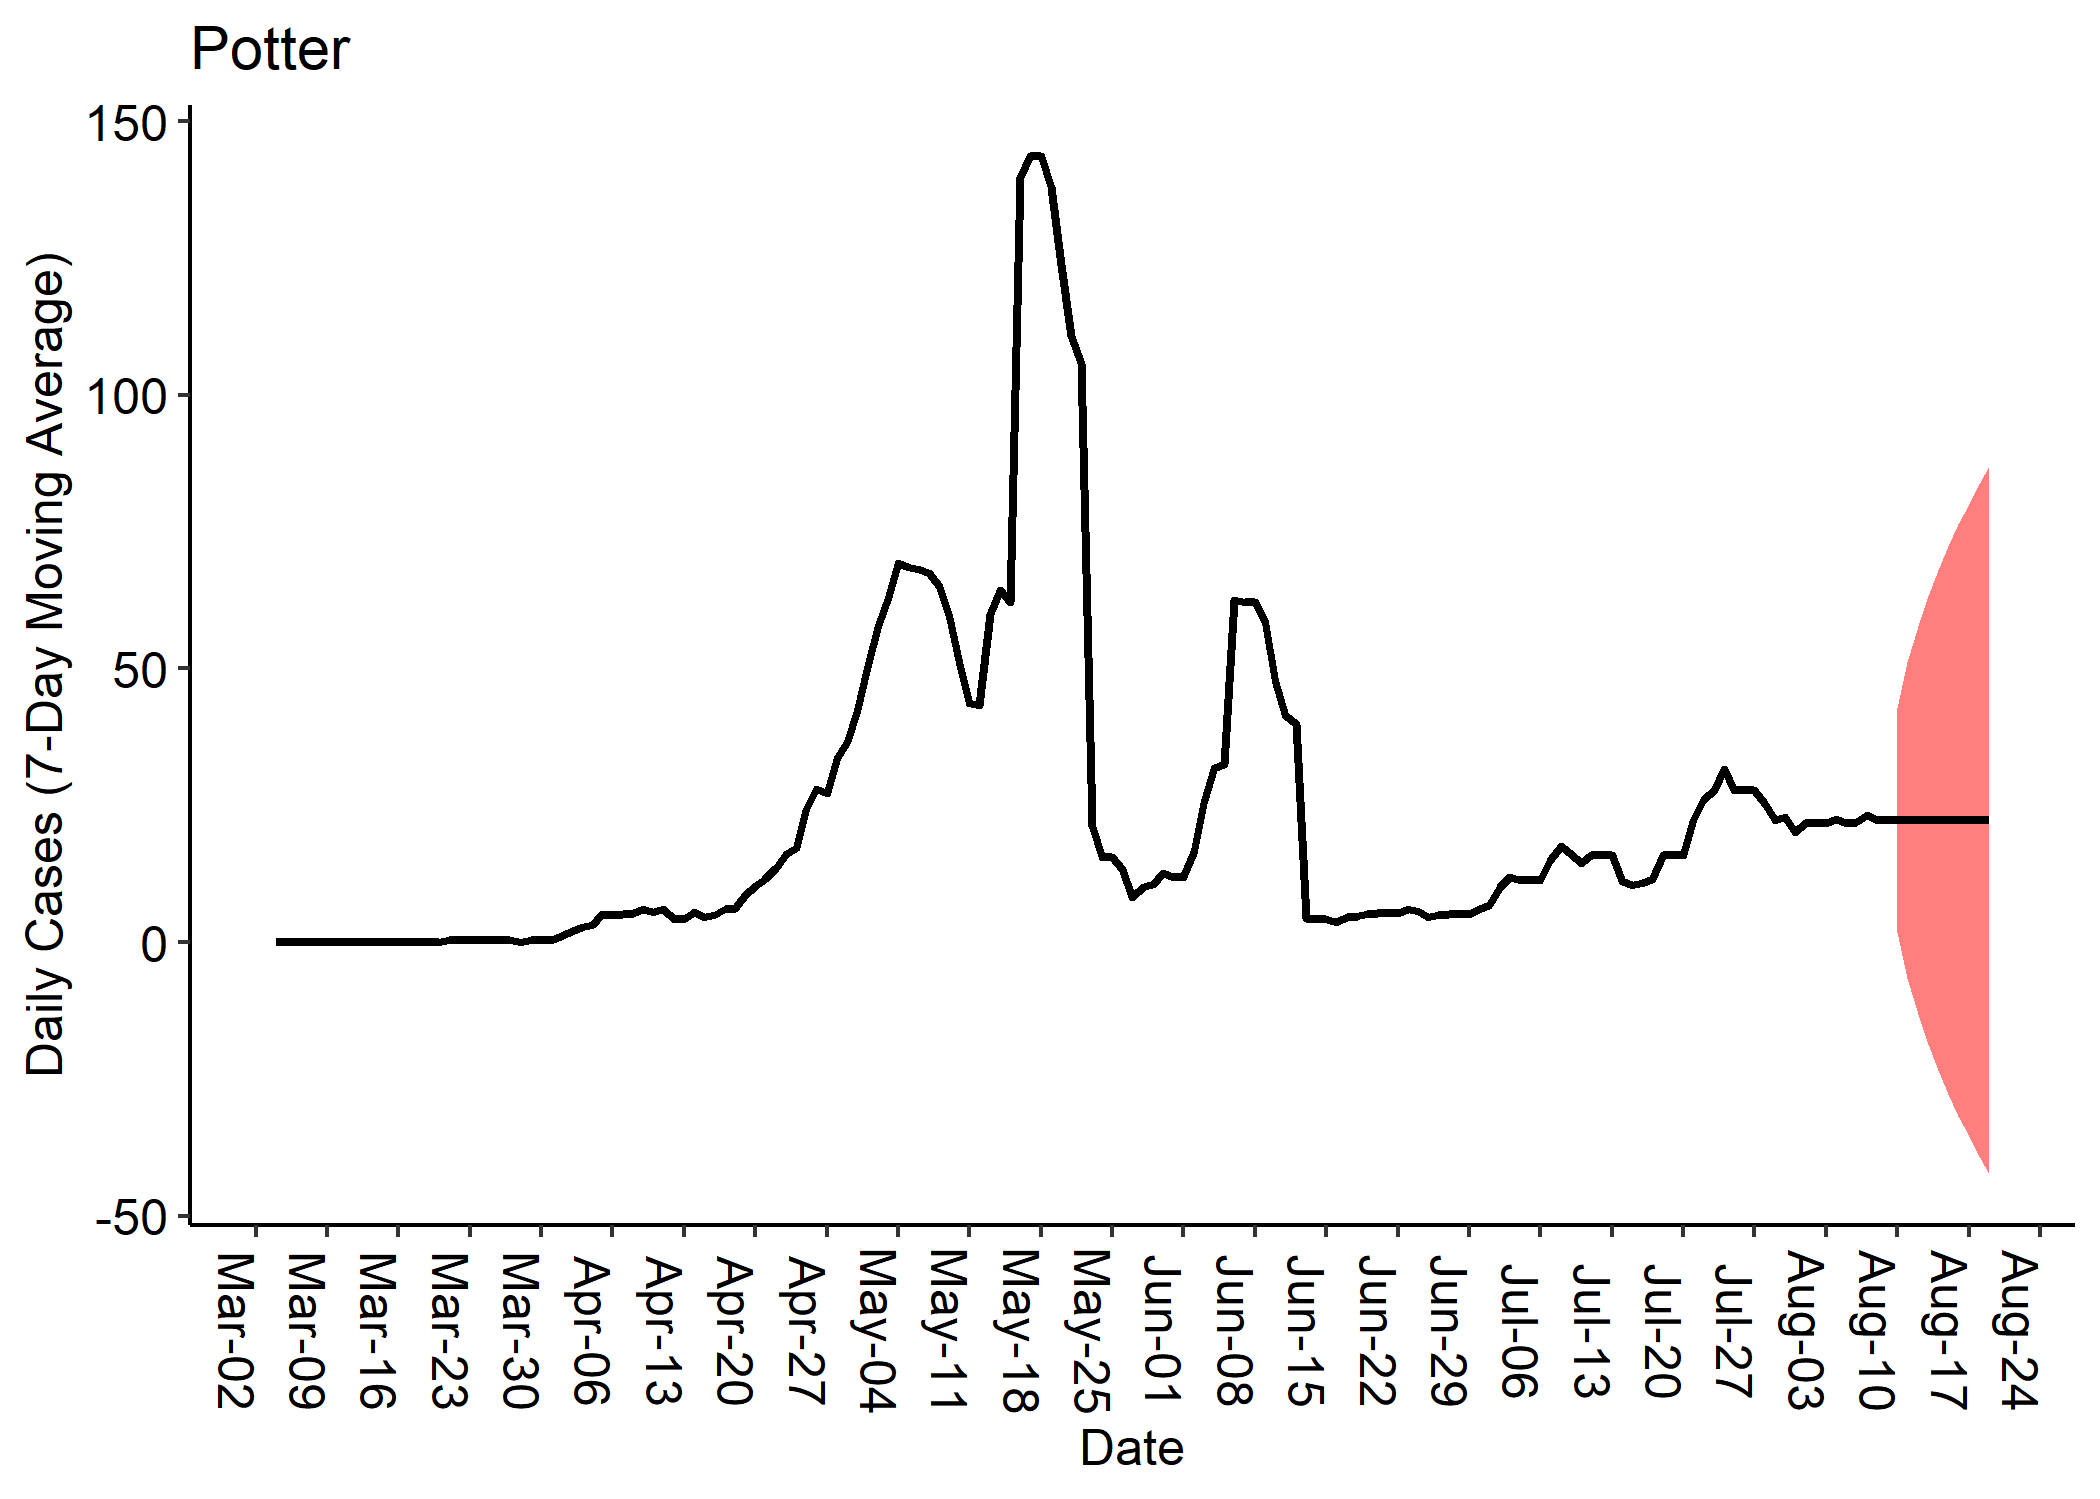 Potter
Daily Cases (7-Day Moving Average)
150
100
50
0
-50
Mar-02
Mar-09
Mar-16
Mar-23
Mar-30
Apr-06
Apr-13
Apr-20
Apr-27
May-04
May-11
May-18
May-25
Jun-01
Jun-08
Jun-15
Jun-22
Jun-29
Jul-06
Jul-13
Jul-20
Jul-27
Aug-03
Aug-10
Aug-17
Aug-24
Date